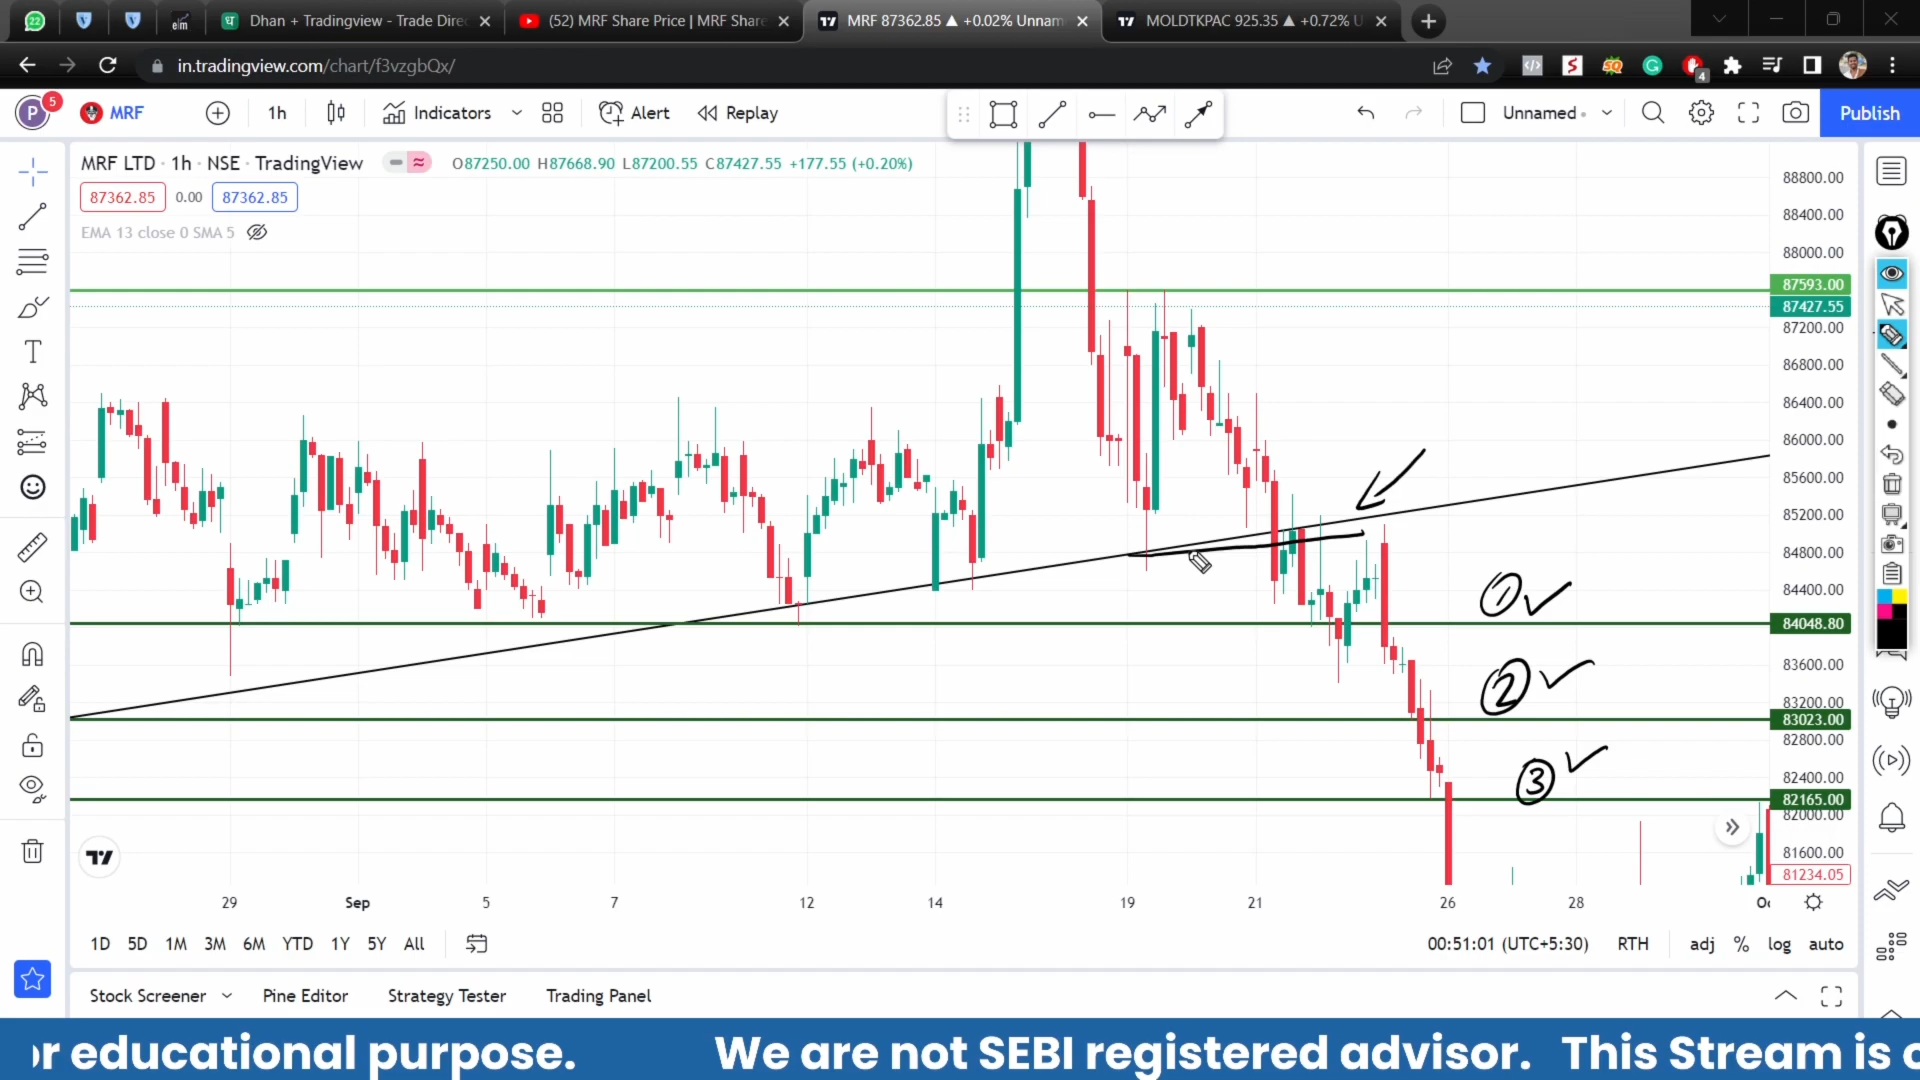 22
eim
Dhan + Tradingview - Trade Direc
(52) MRF Share Price | MRF Share
MRF 87362.85 ▲ +0.02% Unnam
MOLDTKPAC 925.35 ▲ +0.72% U
in.tradingview.com/chart/f3vzgbQx/
4
P
5
MRF
1h
Indicators
Alert
Replay
Unnamed
Publish
MRF LTD · 1h · NSE · TradingView
O87250.00 H87668.90 L87200.55 C87427.55 +177.55 (+0.20%)
87362.85
0.00
87362.85
EMA 13 close 0 SMA 5
88800.00
88400.00
88000.00
87593.00
87427.55
87200.00
86800.00
86400.00
86000.00
85600.00
85200.00
84800.00
84400.00
84048.80
83600.00
83200.00
83023.00
82800.00
82400.00
82165.00
82000.00
81600.00
81234.05
1
2
3
29
Sep
5
7
12
14
19
21
26
28
1D 5D 1M 3M 6M YTD 1Y 5Y All
00:51:01 (UTC+5:30)
RTH
adj % log auto
Stock Screener
Pine Editor
Strategy Tester
Trading Panel
or educational purpose. We are not SEBI registered advisor. This Stream is